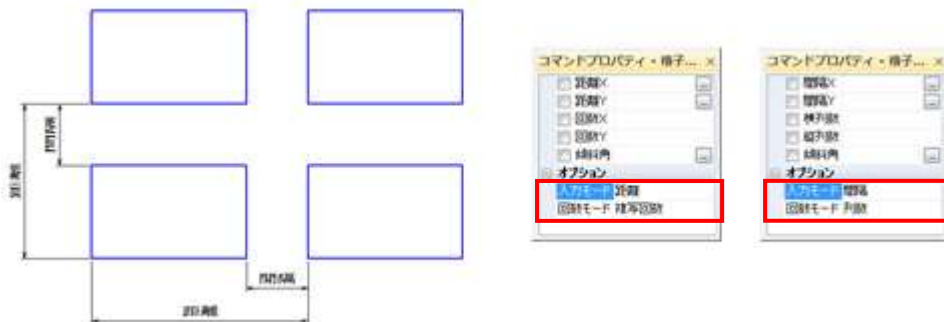 間隔
距離
間隔
距離
コマンドプロパティ・格子... ×
距離X
距離Y
回数X
回数Y
傾斜角
オプション
入力モード 距離
回数モード 複写回数
コマンドプロパティ・格子... ×
間隔X
間隔Y
横列数
縦列数
傾斜角
オプション
入力モード 間隔
回数モード 列数